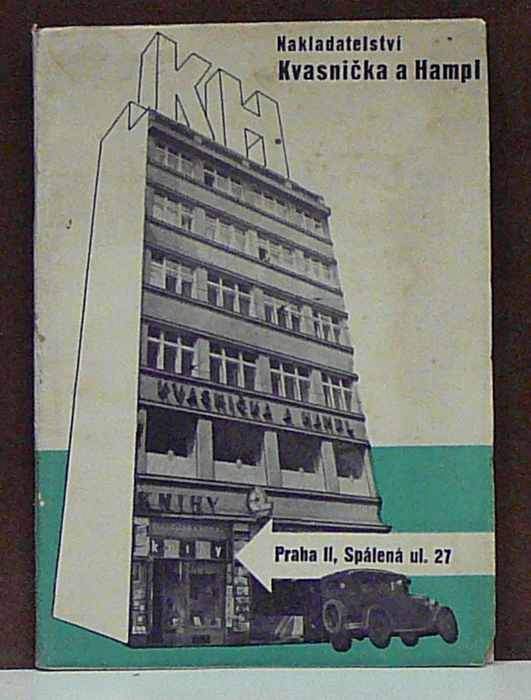 Nakladatelství
Kvasnička a Hampl
KH
KVASNIČKA A HAMPL
KNIHY
Praha II, Spálená ul. 27